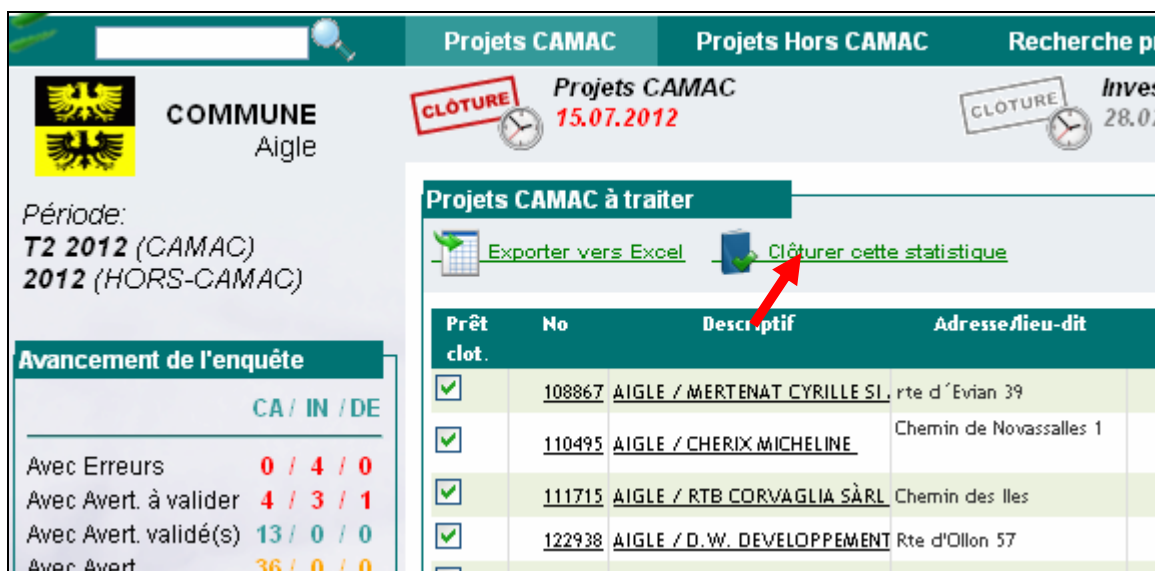 Projets CAMAC Projets Hors CAMAC Recherche
COMMUNE
Aigle
CLÔTURE Projets CAMAC
15.07.2012
CLOTURE
Période:
T2 2012 (CAMAC)
2012 (HORS-CAMAC)
Avancement de l'enquête
CA / IN / DE
Avec Erreurs 0 / 4 / 0
Avec Avert. à valider 4 / 3 / 1
Avec Avert. validé(s) 13 / 0 / 0
Avec Avert 36 / 0 / 0
Projets CAMAC à traiter
Exporter vers Excel Clôturer cette statistique
Prêt clot. No Descriptif Adresse/lieu-dit
108867 AIGLE / MERTENAT CYRILLE SI. rte d´Evian 39
110495 AIGLE / CHERIX MICHELINE Chemin de Novassalles 1
111715 AIGLE / RTB CORVAGLIA SÀRL Chemin des Iles
122938 AIGLE / D. W. DEVELOPPEMENT Rte d'Ollon 57